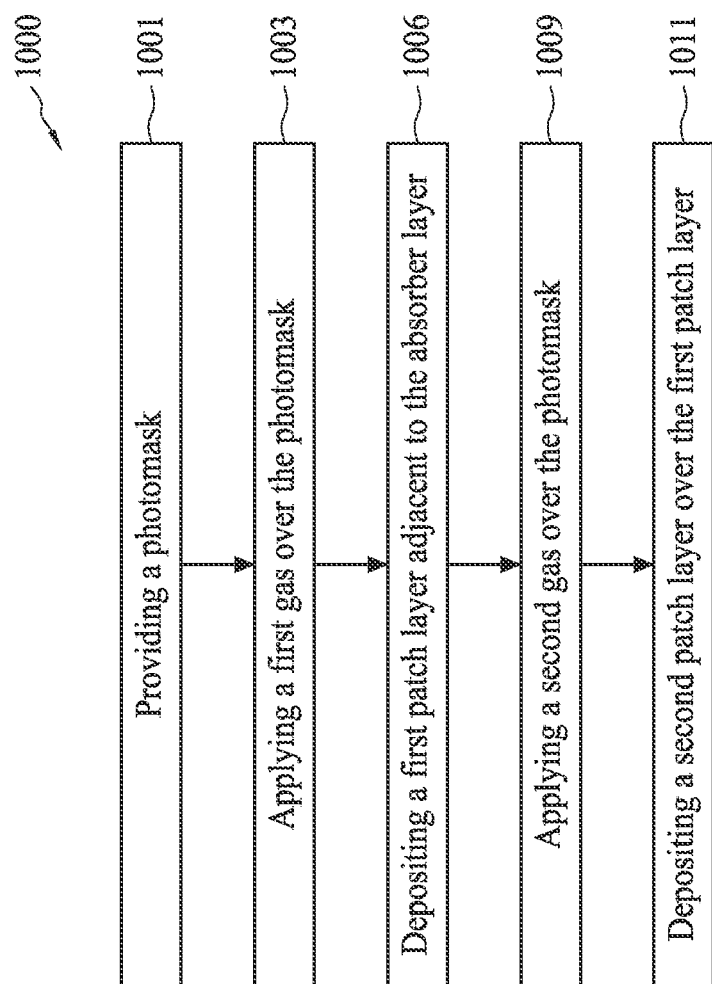 1000
Providing a photomask
1001
Applying a first gas over the photomask
1003
Depositing a first patch layer adjacent to the absorber layer
1006
Applying a second gas over the photomask
1009
Depositing a second patch layer over the first patch layer
1011